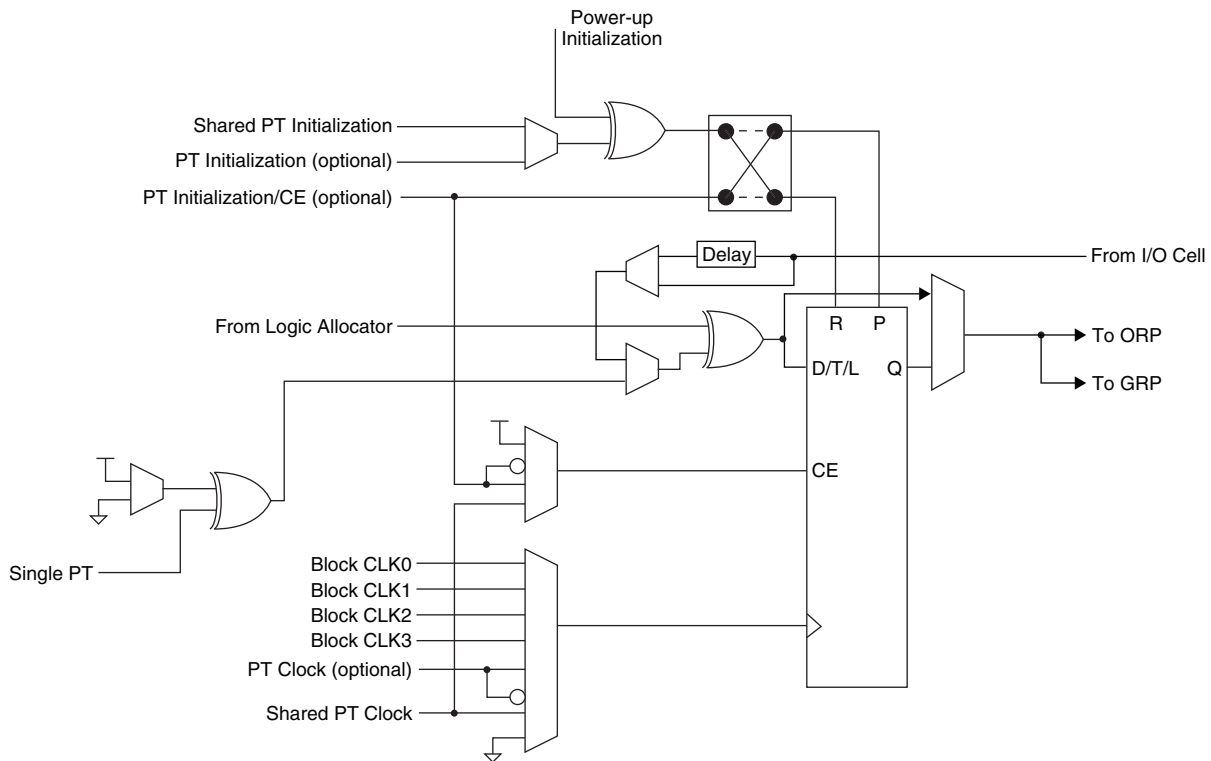 Power-up
Initialization
Shared PT Initialization
PT Initialization (optional)
PT Initialization/CE (optional)
Delay
From I/O Cell
From Logic Allocator
R
P
To ORP
D/T/L
Q
To GRP
CE
Single PT
Block CLK0
Block CLK1
Block CLK2
Block CLK3
PT Clock (optional)
Shared PT Clock